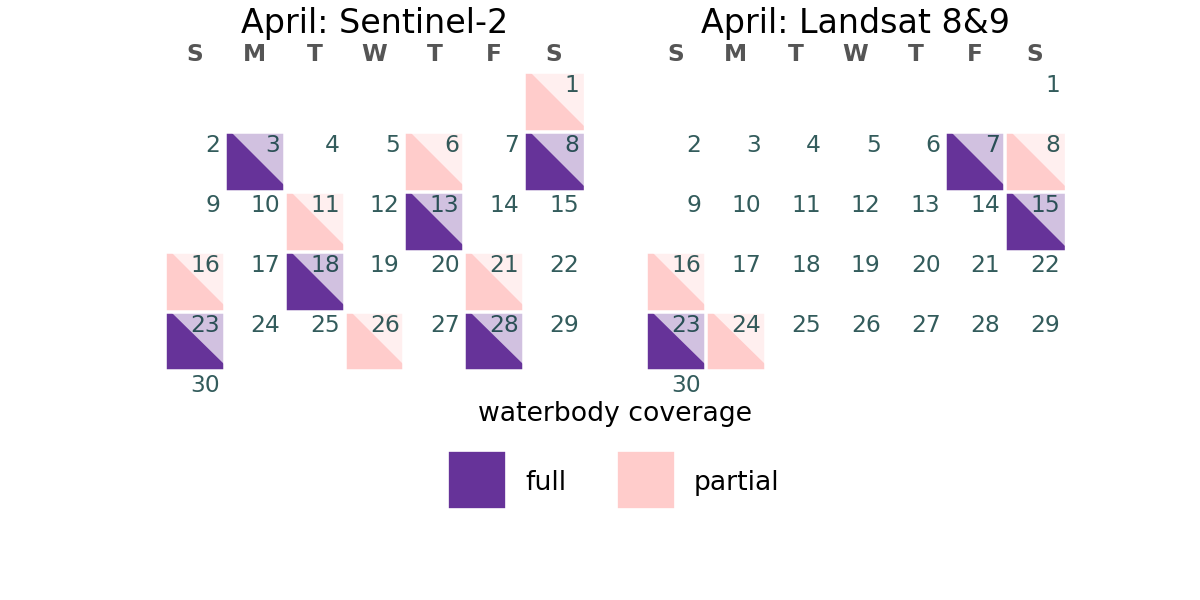 April: Sentinel-2
S M T W T F S
1
2 3 4 5 6 7 8
9 10 11 12 13 14 15
16 17 18 19 20 21 22
23 24 25 26 27 28 29
30
April: Landsat 8&9
S M T W T F S
1
2 3 4 5 6 7 8
9 10 11 12 13 14 15
16 17 18 19 20 21 22
23 24 25 26 27 28 29
30
waterbody coverage
full
partial